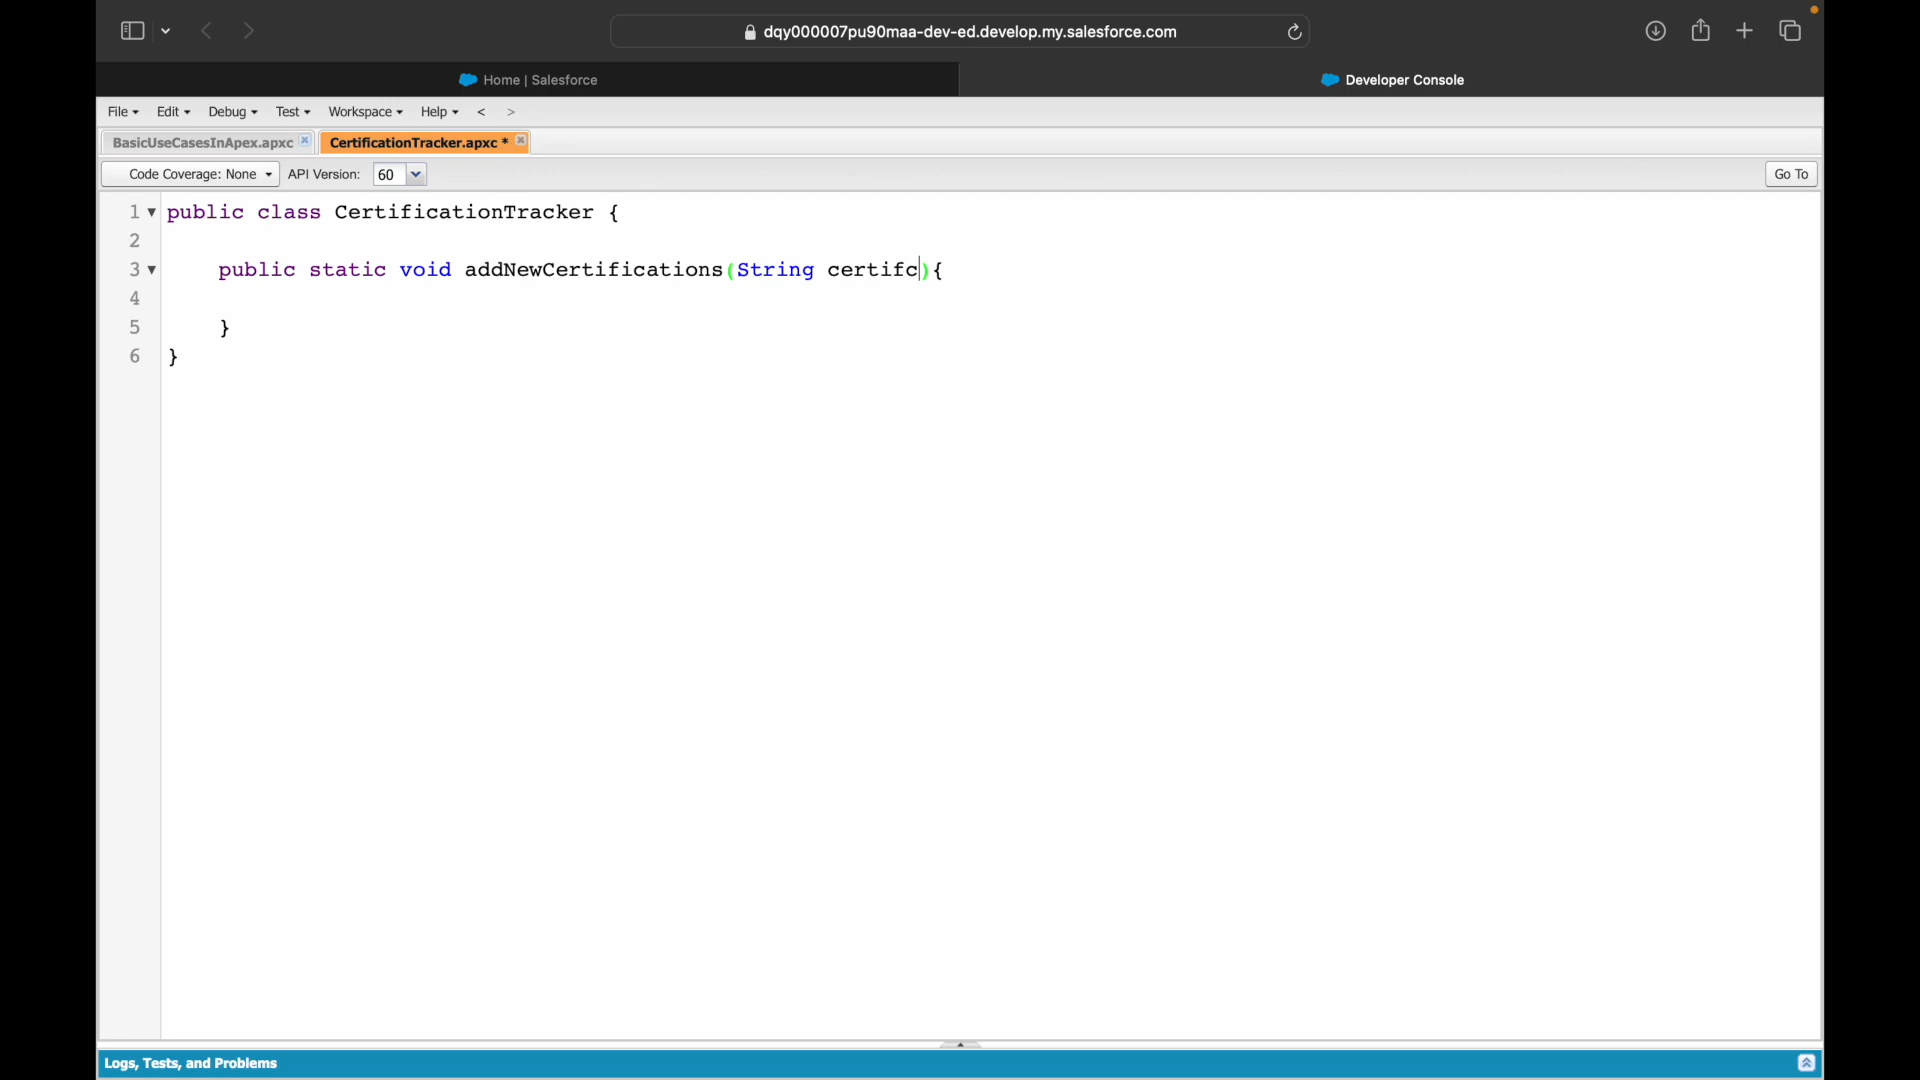 dqy000007pu90maa-dev-ed.develop.my.salesforce.com
Home | Salesforce
Developer Console
File Edit Debug Test Workspace Help < >
BasicUseCasesInApex.apxc
CertificationTracker.apxc *
Code Coverage: None API Version: 60 Go To
1 public class CertificationTracker {
2
3 public static void addNewCertifications(String certifc){
4
5 }
6 }
Logs, Tests, and Problems